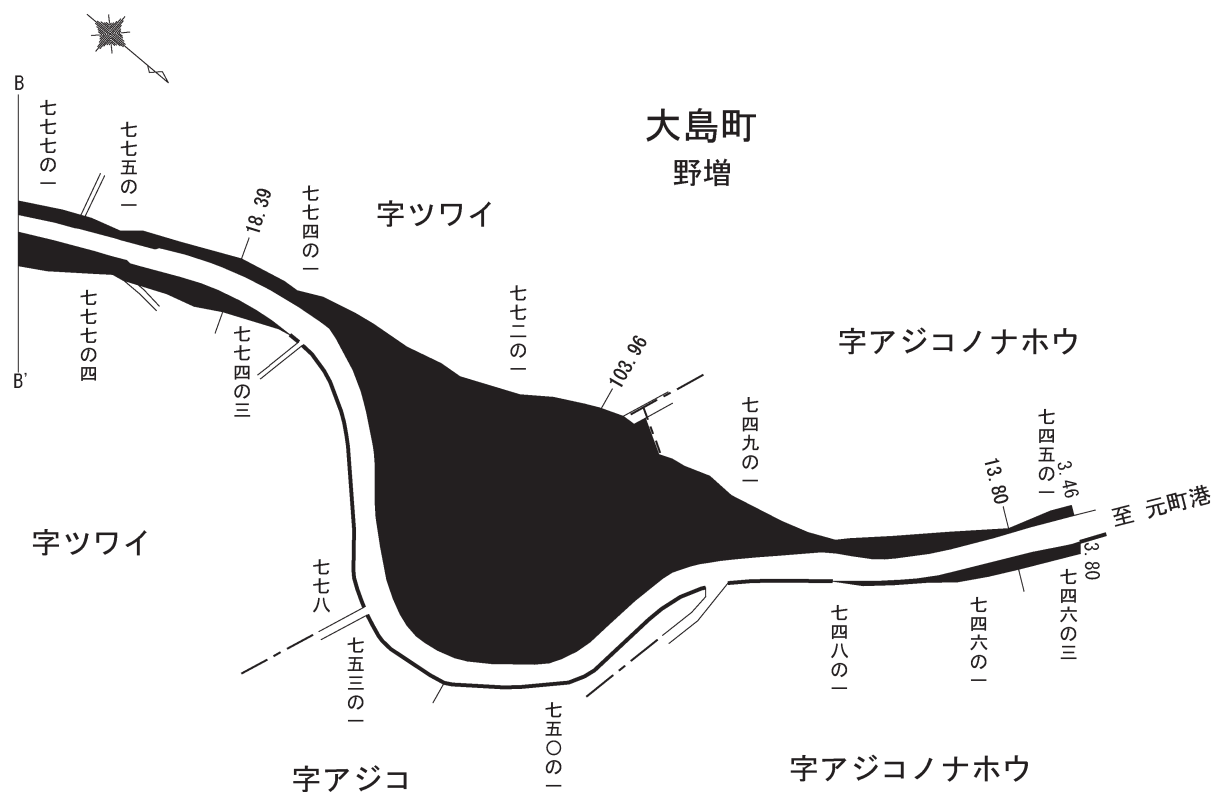 B
七七七の一
七七五の一
18.39
七七四の一
字ツワイ
大島町
野増
七七二の一
103.96
字アジコノナホウ
七四九の一
13.80
七四五の一
3.46
至 元町港
B'
七七七の四
七七四の三
字ツワイ
七七八
七五三の一
字アジコ
七五〇の一
七四八の一
七四六の一
七四六の三
3.80
字アジコノナホウ